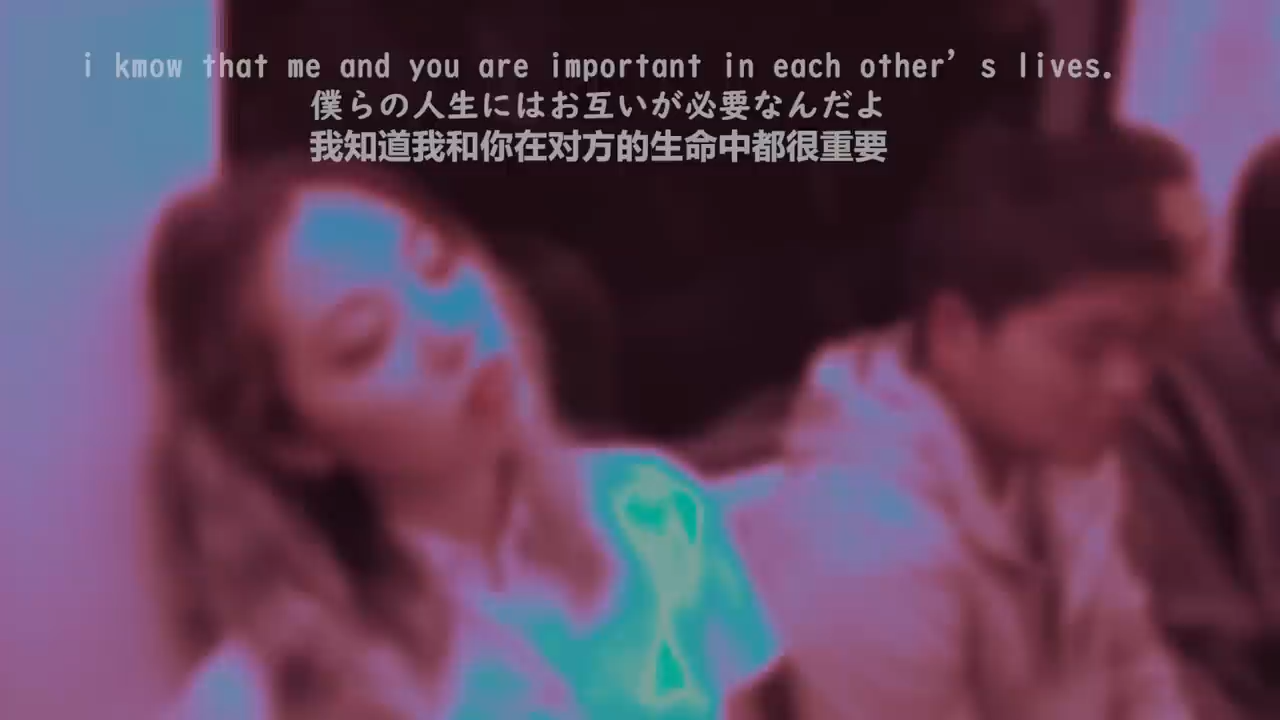 i kmow that me and you are important in each other’s lives.
僕らの人生にはお互いが必要なんだよ
我知道我和你在对方的生命中都很重要